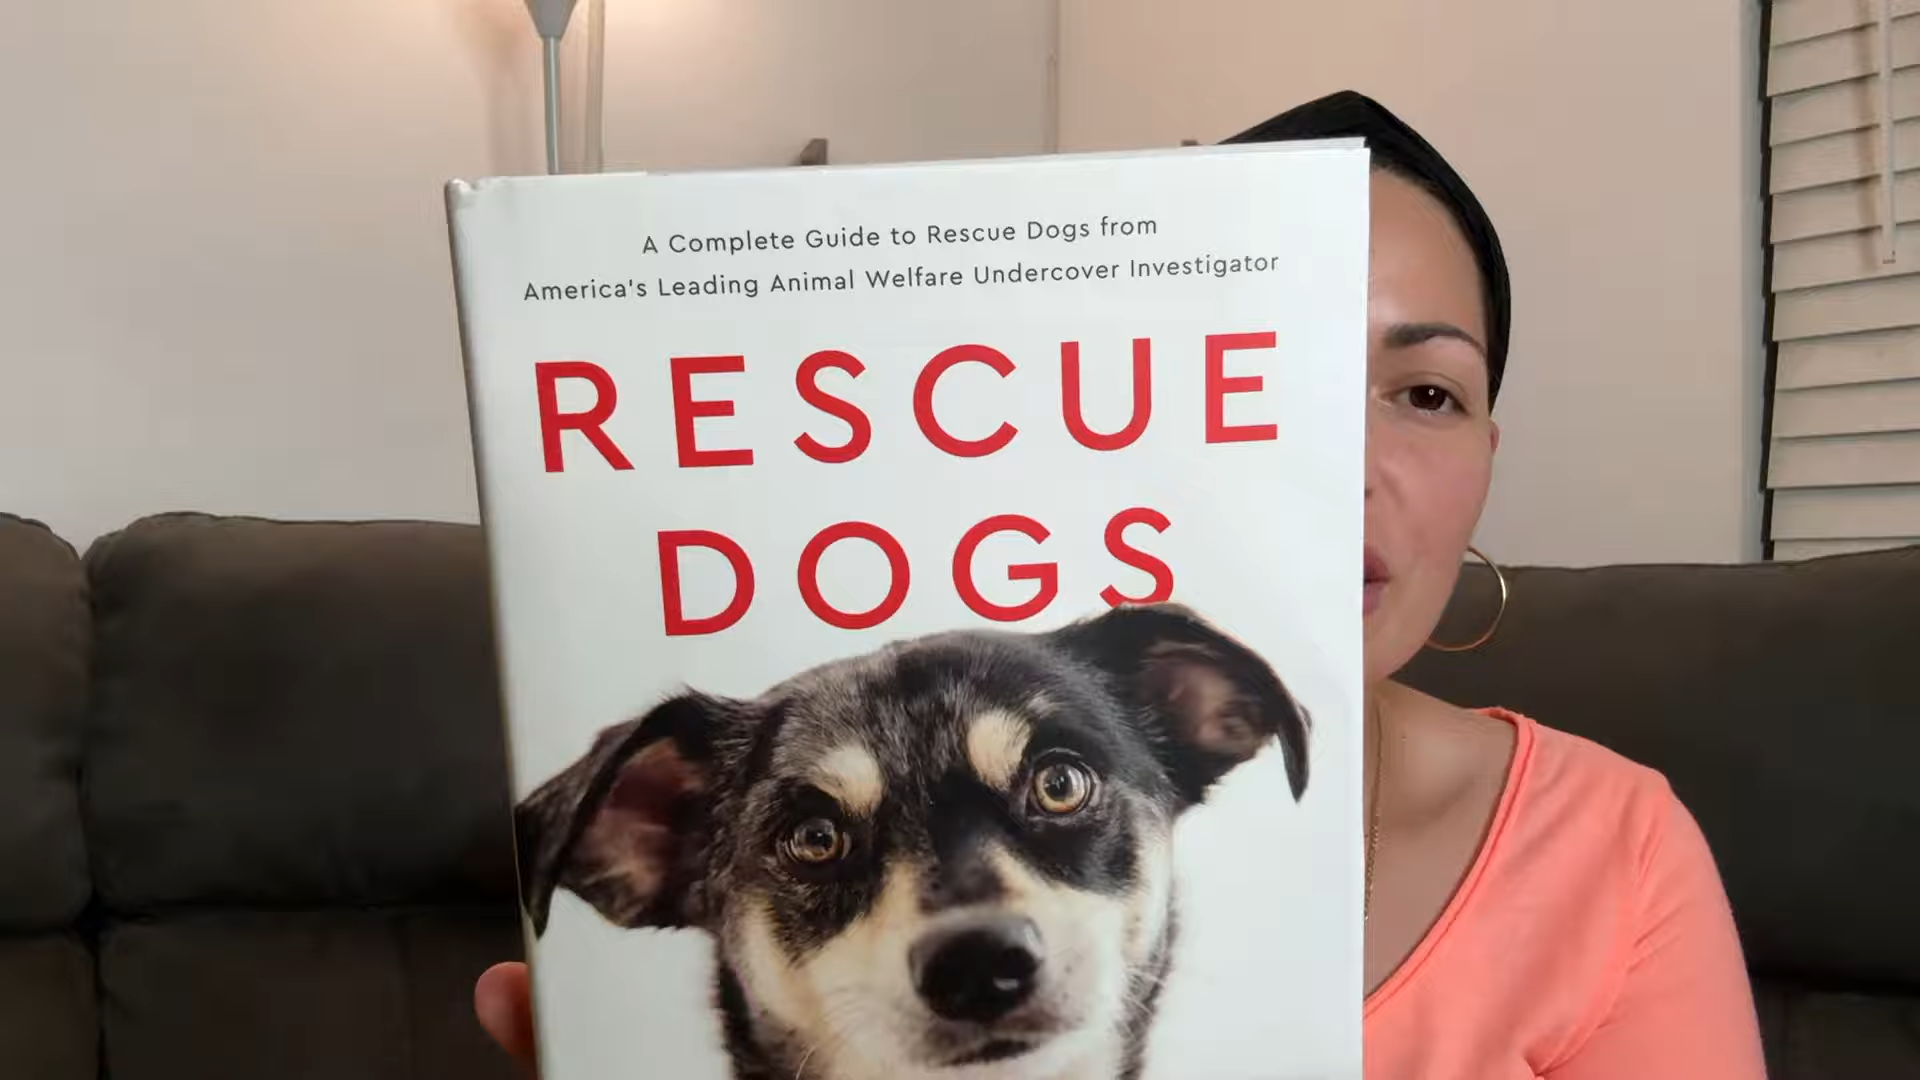 A Complete Guide to Rescue Dogs from
America's Leading Animal Welfare Undercover Investigator
RESCUE
DOGS